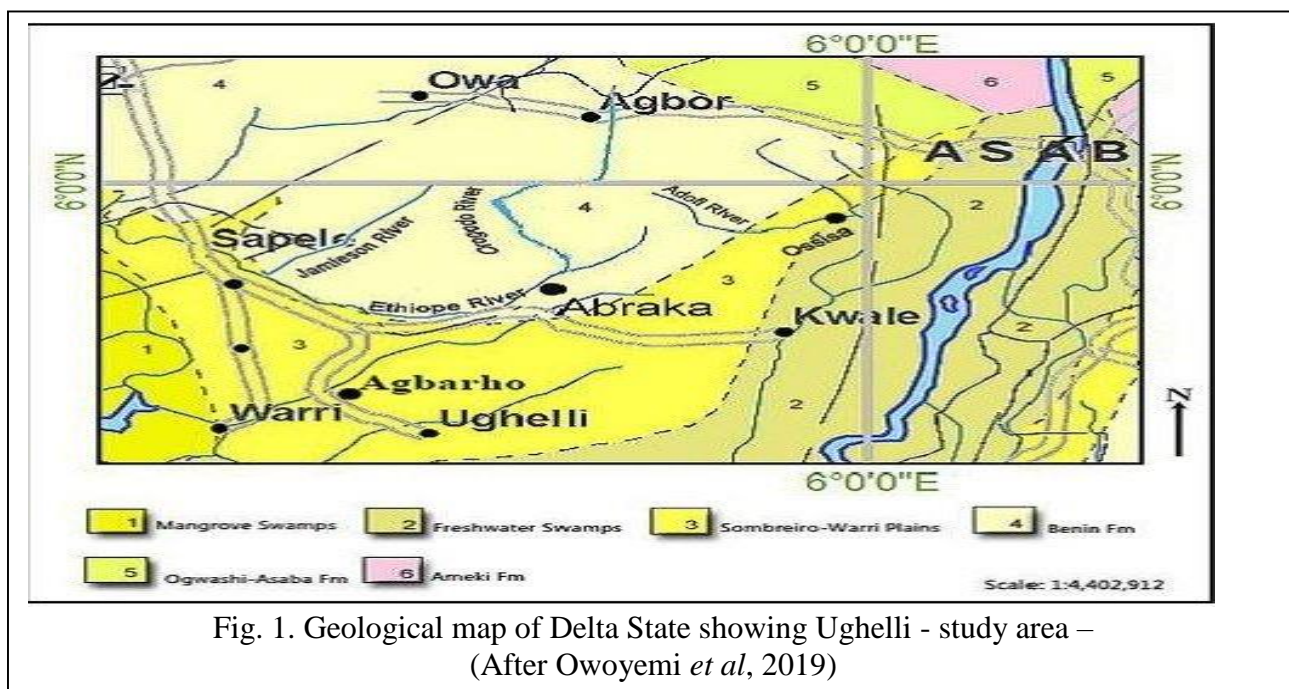 6°0'0"E
4
Owa
Agbor
5
6
5
6°0'0"N
ASAB
6°0'0"N
Sapele
Jamieson River
4
Adofi River
Ossisa
2
Ethiope River
Abraka
3
Kwale
1
3
Agbarho
2
2
Warri
Ughelli
Z
6°0'0"E
1 Mangrove Swamps 2 Freshwater Swamps 3 Sombreiro-Warri Plains 4 Benin Fm
5 Ogwashi-Asaba Fm 6 Ameki Fm
Scale: 1:4,402,912
Fig. 1. Geological map of Delta State showing Ughelli - study area –
(After Owoyemi et al, 2019)